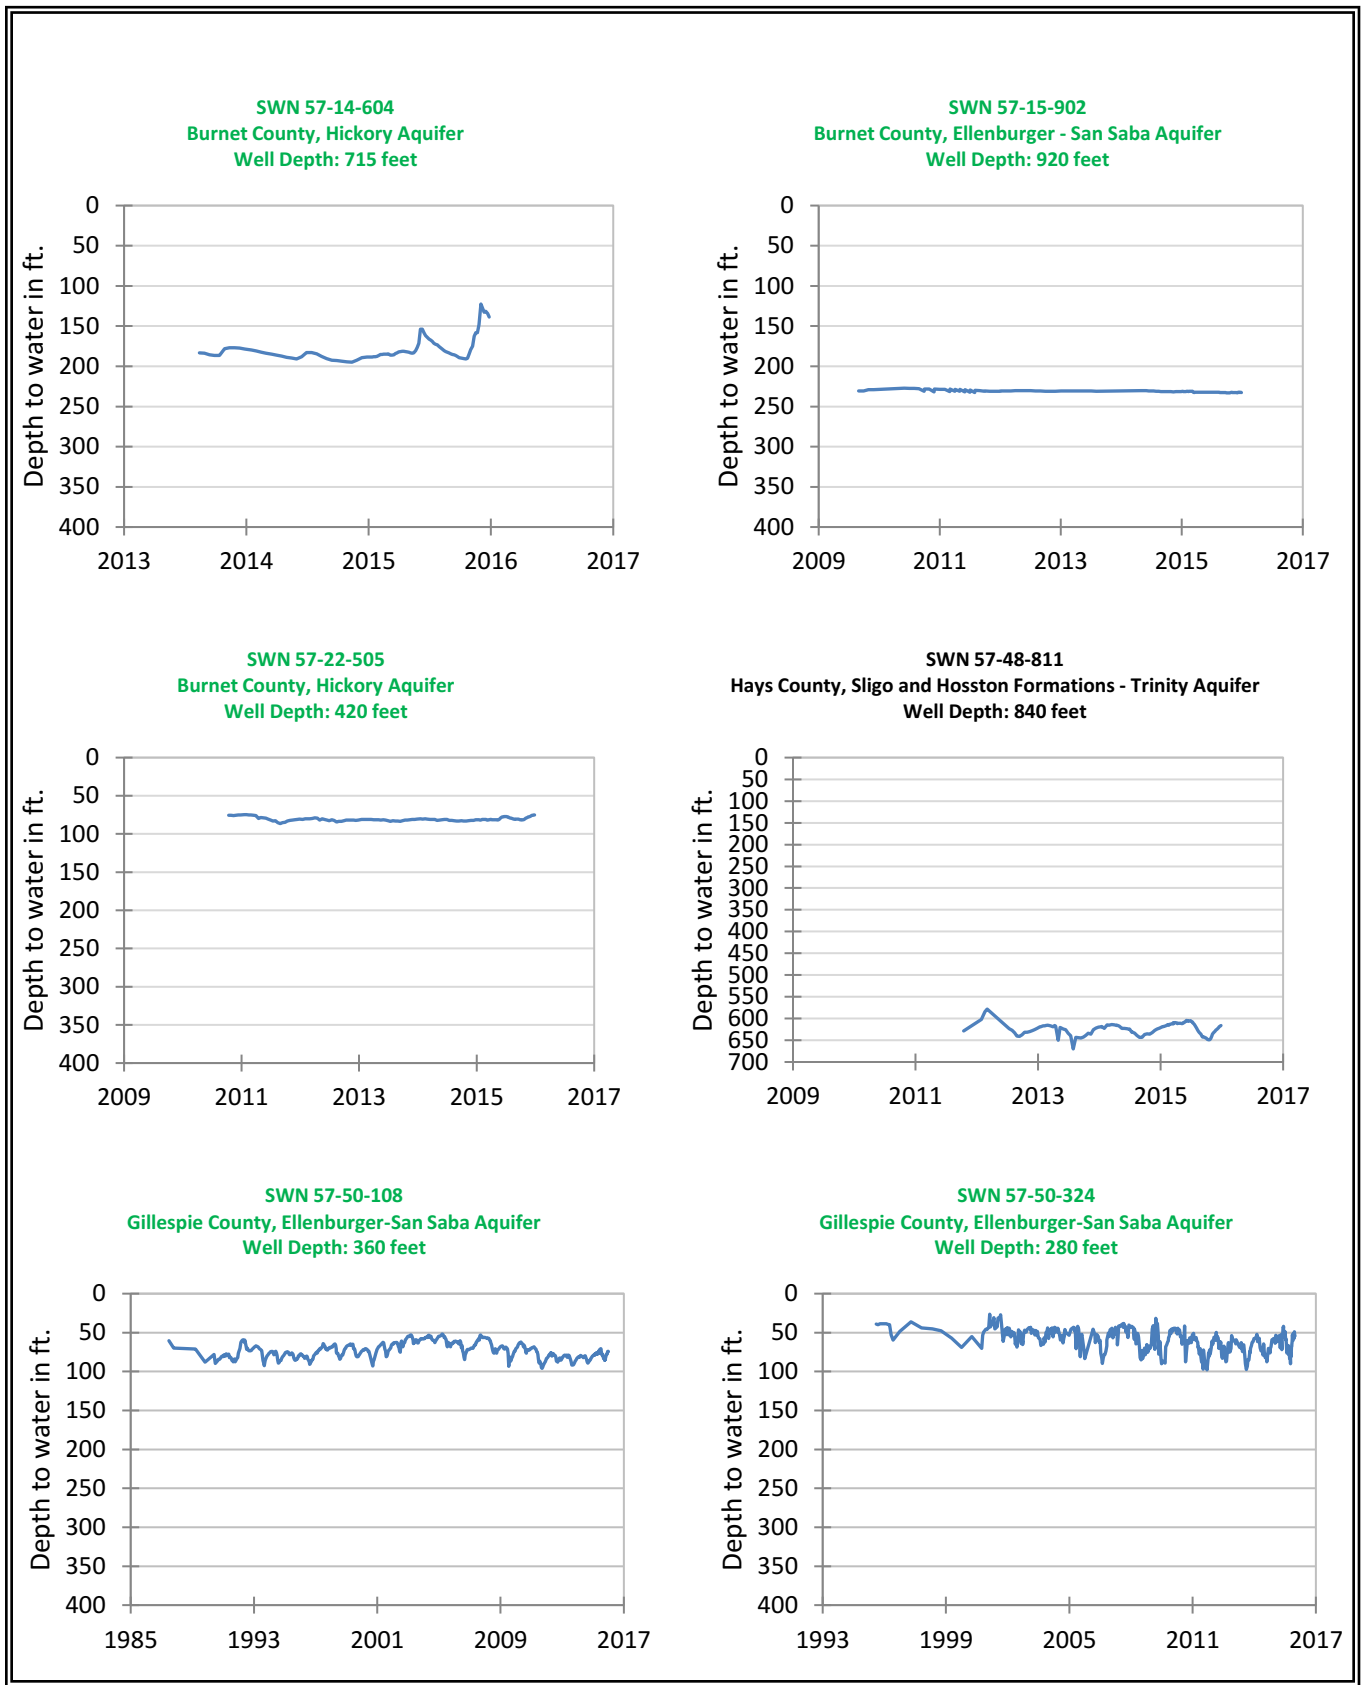 SWN 57-14-604
Burnet County, Hickory Aquifer
Well Depth: 715 feet
Depth to water in ft.
0
50
100
150
200
250
300
350
400
2013 2014 2015 2016 2017
SWN 57-15-902
Burnet County, Ellenburger - San Saba Aquifer
Well Depth: 920 feet
Depth to water in ft.
0
50
100
150
200
250
300
350
400
2009 2011 2013 2015 2017
SWN 57-22-505
Burnet County, Hickory Aquifer
Well Depth: 420 feet
Depth to water in ft.
0
50
100
150
200
250
300
350
400
2009 2011 2013 2015 2017
SWN 57-48-811
Hays County, Sligo and Hosston Formations - Trinity Aquifer
Well Depth: 840 feet
Depth to water in ft.
0
50
100
150
200
250
300
350
400
450
500
550
600
650
700
2009 2011 2013 2015 2017
SWN 57-50-108
Gillespie County, Ellenburger-San Saba Aquifer
Well Depth: 360 feet
Depth to water in ft.
0
50
100
150
200
250
300
350
400
1985 1993 2001 2009 2017
SWN 57-50-324
Gillespie County, Ellenburger-San Saba Aquifer
Well Depth: 280 feet
Depth to water in ft.
0
50
100
150
200
250
300
350
400
1993 1999 2005 2011 2017